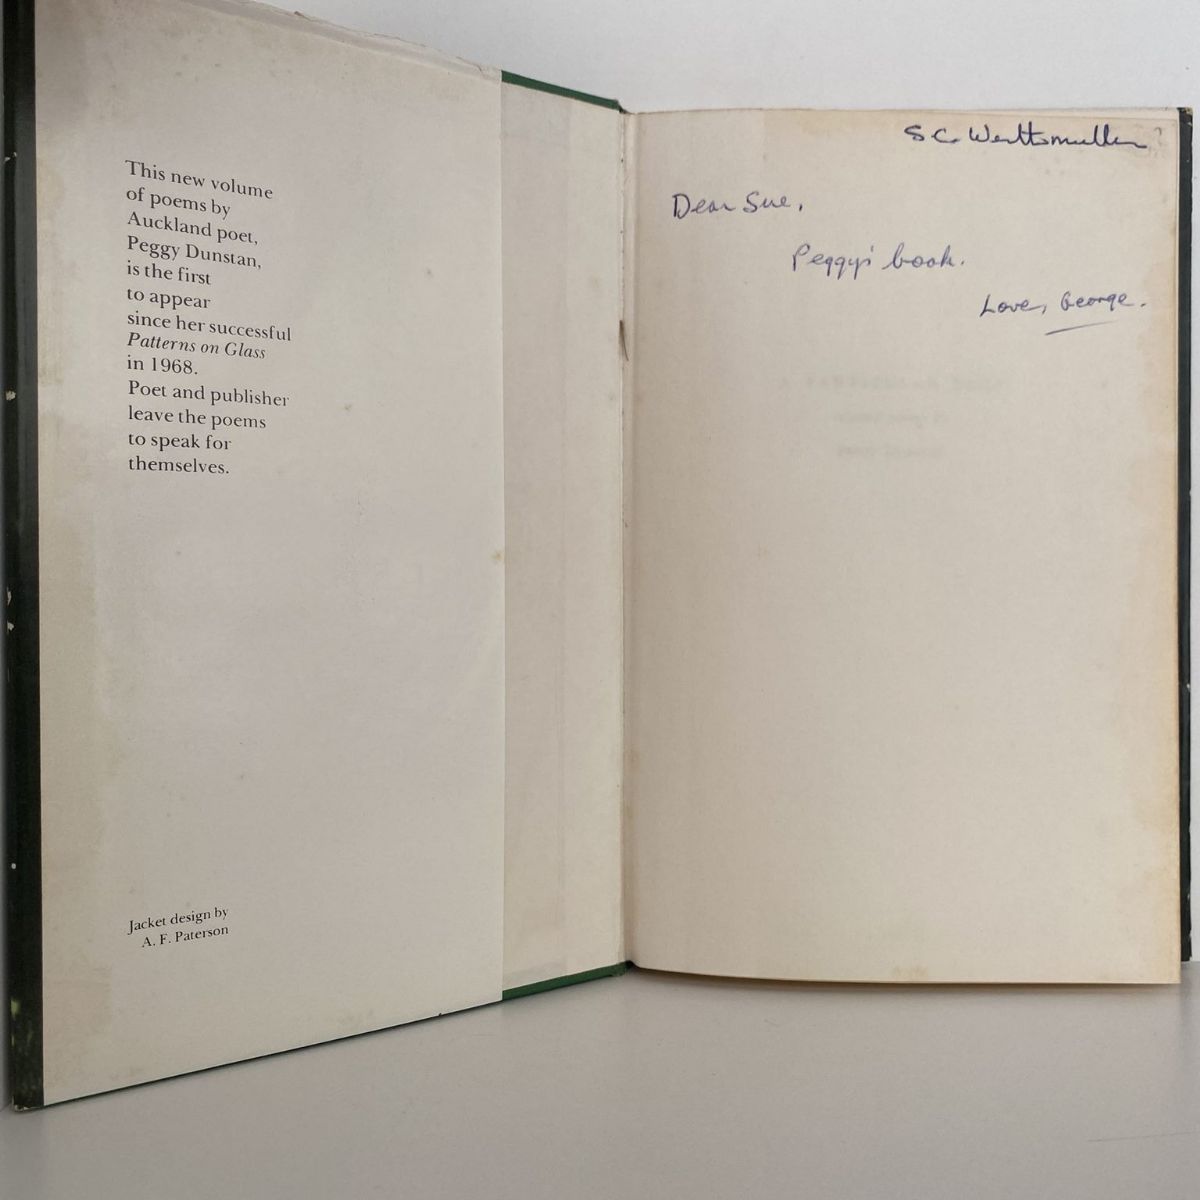 This new volume
of poems by
Auckland poet,
Peggy Dunstan,
is the first
to appear
since her successful
Patterns on Glass
in 1968.
Poet and publisher
leave the poems
to speak for
themselves.
Jacket design by
A. F. Paterson
S C
Dear Sue,
Peggy's book.
Love, George.